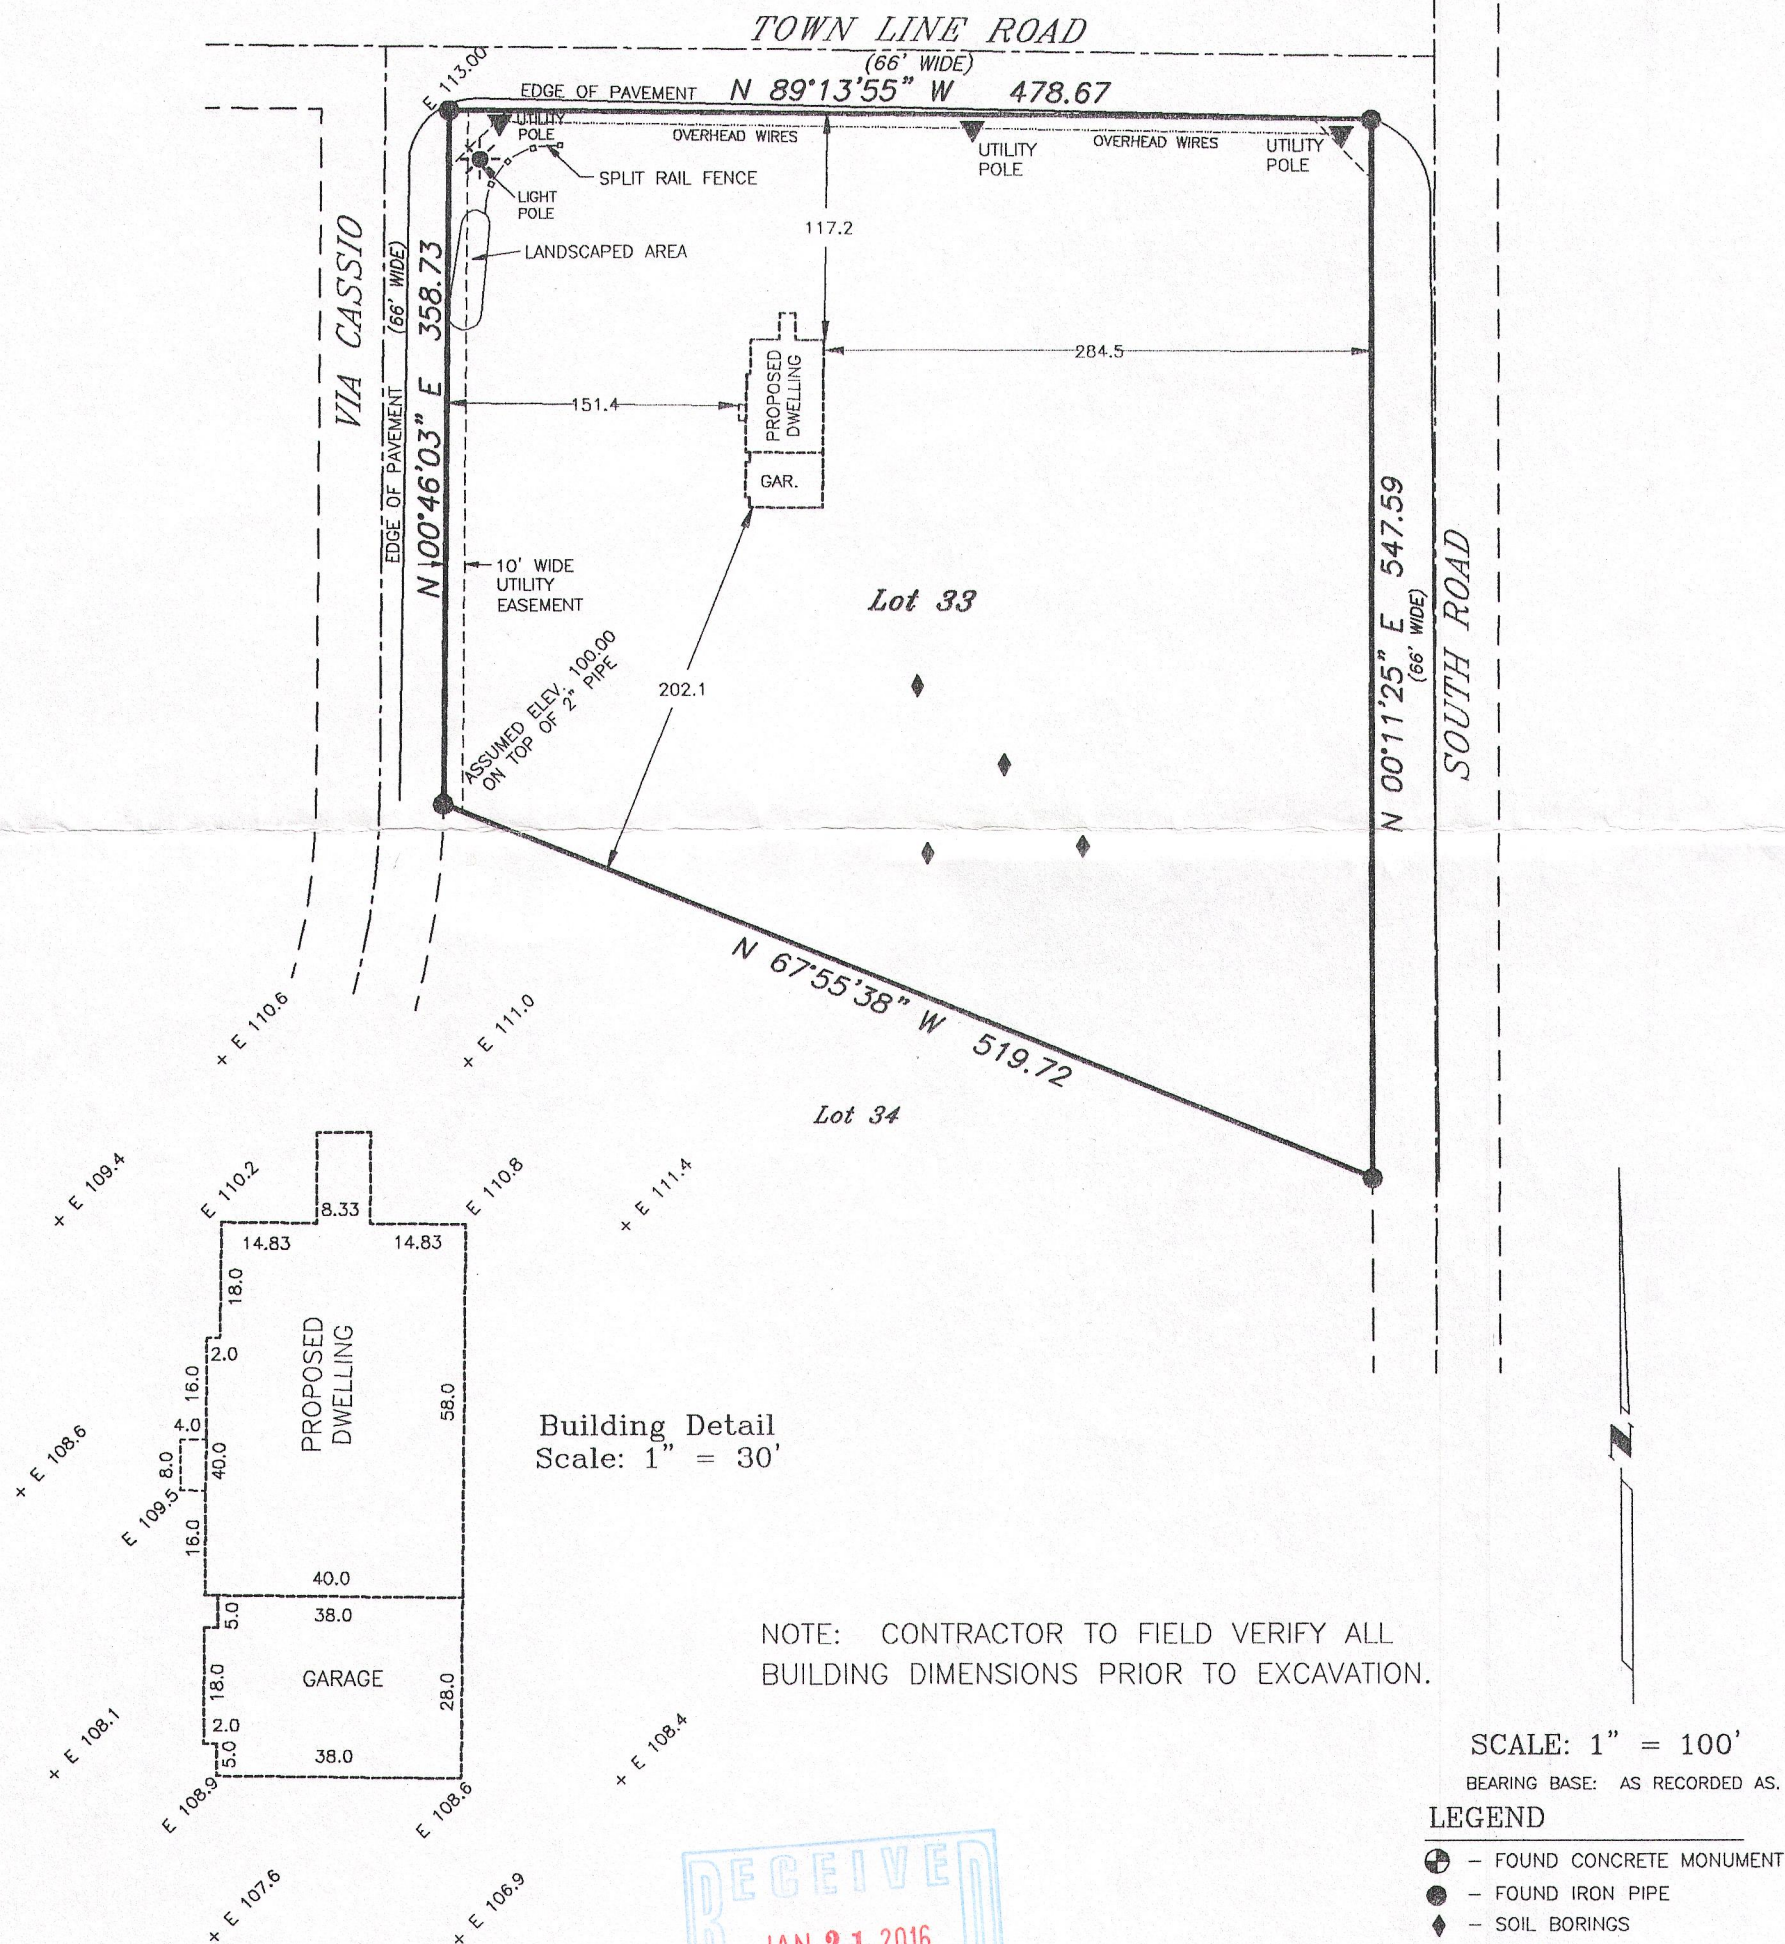 TOWN LINE ROAD
(66' WIDE)
E 113.00
EDGE OF PAVEMENT
N 89°13'55" W 478.67
UTILITY
POLE
OVERHEAD WIRES
UTILITY
POLE
OVERHEAD WIRES
UTILITY
POLE
SPLIT RAIL FENCE
LIGHT
POLE
LANDSCAPED AREA
117.2
VIA CASSIO
(66' WIDE)
EDGE OF PAVEMENT
N 00°46'03" E 358.73
284.5
151.4
PROPOSED
DWELLING
GAR.
10' WIDE
UTILITY
EASEMENT
Lot 33
N 00°11'25" E 547.59
(66' WIDE)
SOUTH ROAD
ASSUMED ELEV. 100.00
ON TOP OF 2" PIPE
202.1
N 67°55'38" W 519.72
Lot 34
+ E 110.6
+ E 111.0
+ E 109.4
E 110.2
E 110.8
+ E 111.4
8.33
14.83
14.83
18.0
2.0
16.0
4.0
8.0
40.0
E 109.5
16.0
PROPOSED
DWELLING
58.0
+ E 108.6
Building Detail
Scale: 1" = 30'
40.0
5.0
38.0
18.0
GARAGE
28.0
2.0
5.0
38.0
+ E 108.1
E 108.9
E 108.6
+ E 108.4
+ E 107.6
+ E 106.9
NOTE: CONTRACTOR TO FIELD VERIFY ALL
BUILDING DIMENSIONS PRIOR TO EXCAVATION.
N
SCALE: 1" = 100'
BEARING BASE: AS RECORDED AS.
LEGEND
– FOUND CONCRETE MONUMENT
– FOUND IRON PIPE
– SOIL BORINGS
RECEIVED
JAN 21 2016